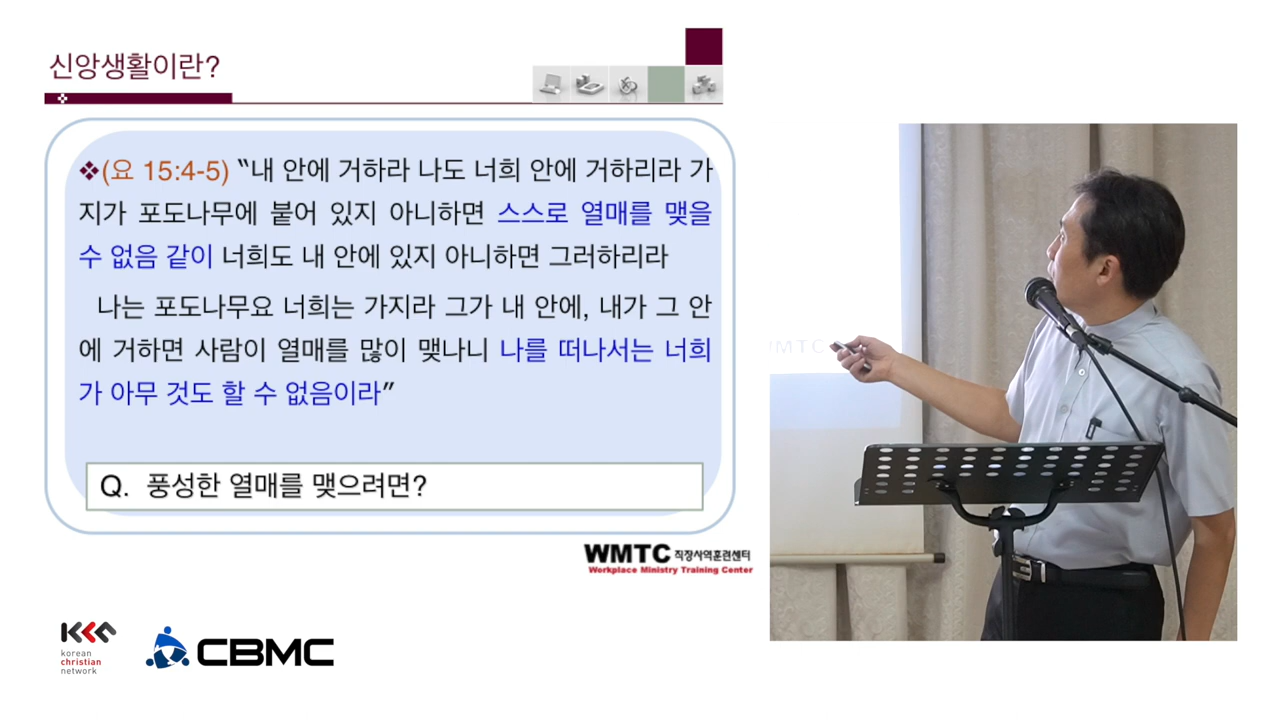 신앙생활이란?
❖(요 15:4-5) “내 안에 거하라 나도 너희 안에 거하리라 가
지가 포도나무에 붙어 있지 아니하면 스스로 열매를 맺을
수 없음 같이 너희도 내 안에 있지 아니하면 그러하리라
나는 포도나무요 너희는 가지라 그가 내 안에, 내가 그 안
에 거하면 사람이 열매를 많이 맺나니 나를 떠나서는 너희
가 아무 것도 할 수 없음이라”
Q. 풍성한 열매를 맺으려면?
WMTC 직장사역훈련센터
Workplace Ministry Training Center
WMTC
kcn
korean
christian
network
CBMC